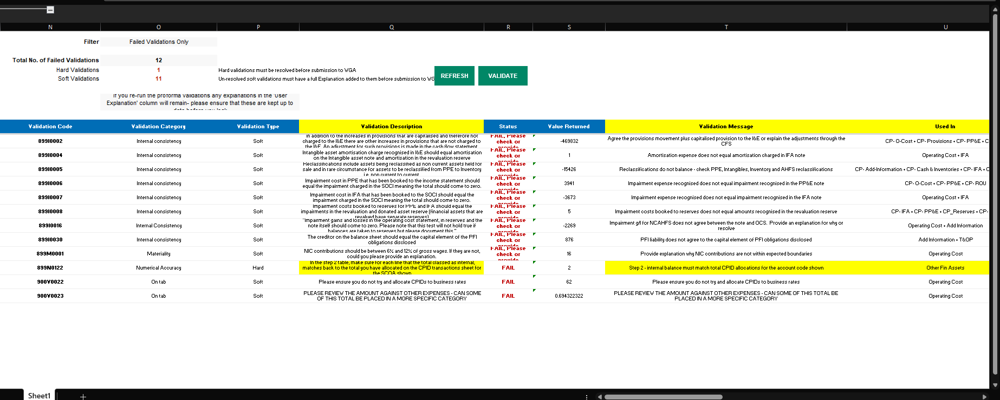 N O P Q R S T U
Filter Failed Validations Only
Total No. of Failed Validations 12
Hard Validations 1 Hard validations must be resolved before submission to WGA
Soft Validations 11 Un-resolved soft validations must have a full Explanation added to them before submission to WG
REFRESH VALIDATE
If you re-run the proforma validations any explanations in the 'User
Explanation' column will remain- please ensure that these are kept up to
date before you lock
Validation Code Validation Category Validation Type Validation Description Status Value Returned Validation Message Used In
899I0002 Internal consistency Soft
In addition to the increases in provisions that are capitalised and therefore not
charged to the I&E there are other increases in provisions that are not charged to
the I&E. An adjustment for such provisions is made in the cash flow statement
FAIL, Please
check or
provide
-469832
Agree the provisions movement plus capitalised provision to the I&E or explain the adjustments through the
CFS
CP- O-Cost + CP- Provisions + CP- PP&E + C
899I0004 Internal consistency Soft
Intangible asset amortisation charge recognised in I&E should equal amortisation
on the Intangible asset note and amortisation in the revaluation reserve
FAIL, Please
check or
provide
1
Amortisation expense does not equal amortisation charged in IFA note
Operating Cost + IFA
899I0005 Internal consistency Soft
Reclassifications include assets being reclassified as non current assets held for
sale and in rare circumstance for assets to be reclassified from PPE to Inventory
i.e. non current to current
FAIL, Please
check or
provide
-15426
Reclassifications do not balance - check PPE, Intangibles, Inventory and AHFS reclassifications
CP- Add-Information + CP- Cash & Inventories + CP- IFA + C
899I0006 Internal consistency Soft
Impairment cost in PPE that has been booked to the income statement should
equal the impairment charged in the SOCI meaning the total should come to zero.
FAIL, Please
check or
provide
3941
Impairment expense recognised does not equal impairment recognised in the PP&E note
CP- O-Cost + CP- PP&E + CP- ROU
899I0007 Internal consistency Soft
Impairment cost in IFA that has been booked to the SOCI should equal the
impairment charged in the SOCI meaning the total should come to zero.
FAIL, Please
check or
provide
-3673
Impairment expense recognised does not equal impairment recognised in the IFA note
Operating Cost + IFA
899I0008 Internal consistency Soft
Impairment costs booked to reserves for PPE and IFA should equal the
impairments in the revaluation and donated asset reserve (financial assets that are
revalued have separate reserves)
FAIL, Please
check or
provide
5
Impairment costs booked to reserves does not equal amounts recognised in the revaluation reserve
CP- IFA + CP- PP&E + CP_Reserves + CP-
899I0016 Internal Consistency Soft
"Impairment gains and losses in the operating cost statement, in reserves and the
note itself should come to zero. Please note that this test will not hold true if
balances are taken to reserves but please document this."
FAIL, Please
check or
provide
-2269
Impairment g/l for NCAHFS does not agree between the note and OCS. Provide an explanation for why or
resolve
Operating Cost + Add Information
899I0030 Internal consistency Soft
The creditor on the balance sheet should equal the capital element of the PFI
obligations disclosed
FAIL, Please
check or
provide
876
PFI liability does not agree to the capital element of PFI obligations disclosed
Add Information + T&OP
899M0001 Materiality Soft
NIC contributions should be between 6% and 12% of gross wages. If they are not,
could you please provide an explanation.
FAIL, Please
check or
provide
16
Provide explanation why NIC contributions are not within expected boundaries
Operating Cost
899N0122 Numerical Accuracy Hard
In the step 2 table, make sure for each line that the total classed as internal,
matches back to the total you have allocated on the CPID transactions sheet for
the SCOA shown
FAIL
2
Step 2 - internal balance must match total CPID allocations for the account code shown
Other Fin Assets
900V0022 On tab Soft
Please ensure you do not try and allocate CPIDs to business rates
FAIL
62
Please ensure you do not try and allocate CPIDs to business rates
Operating Cost
900V0023 On tab Soft
PLEASE REVIEW THE AMOUNT AGAINST OTHER EXPENSES - CAN SOME
OF THIS TOTAL BE PLACED IN A MORE SPECIFIC CATEGORY
FAIL
0.694322322
PLEASE REVIEW THE AMOUNT AGAINST OTHER EXPENSES - CAN SOME OF THIS TOTAL BE
PLACED IN A MORE SPECIFIC CATEGORY
Operating Cost
Sheet1